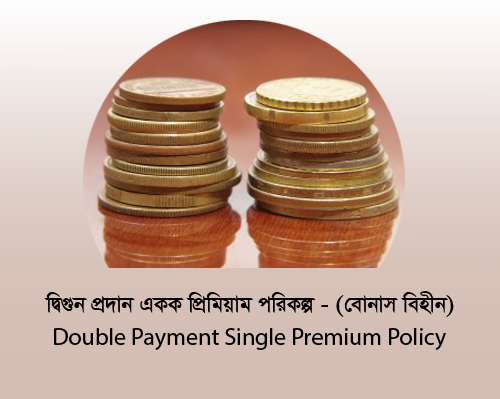 দ্বিগুন প্রদান একক প্রিমিয়াম পরিকল্প - (বোনাস বিহীন)
Double Payment Single Premium Policy